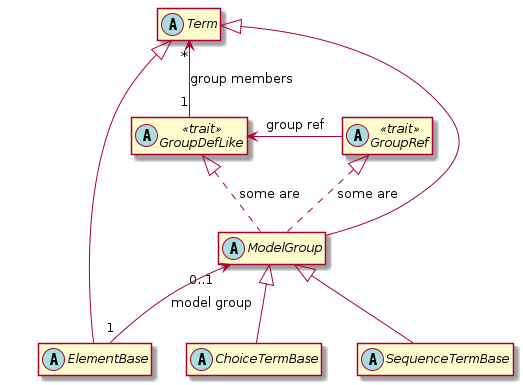 A Term
*
group members
1
A «trait»
GroupDefLike
group ref
A «trait»
GroupRef
some are
some are
A ModelGroup
0..1
model group
1
A ElementBase
A ChoiceTermBase
A SequenceTermBase